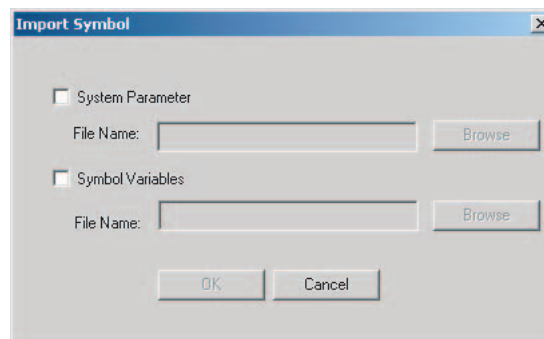 Import Symbol
System Parameter
File Name:
Browse
Symbol Variables
File Name:
Browse
OK
Cancel